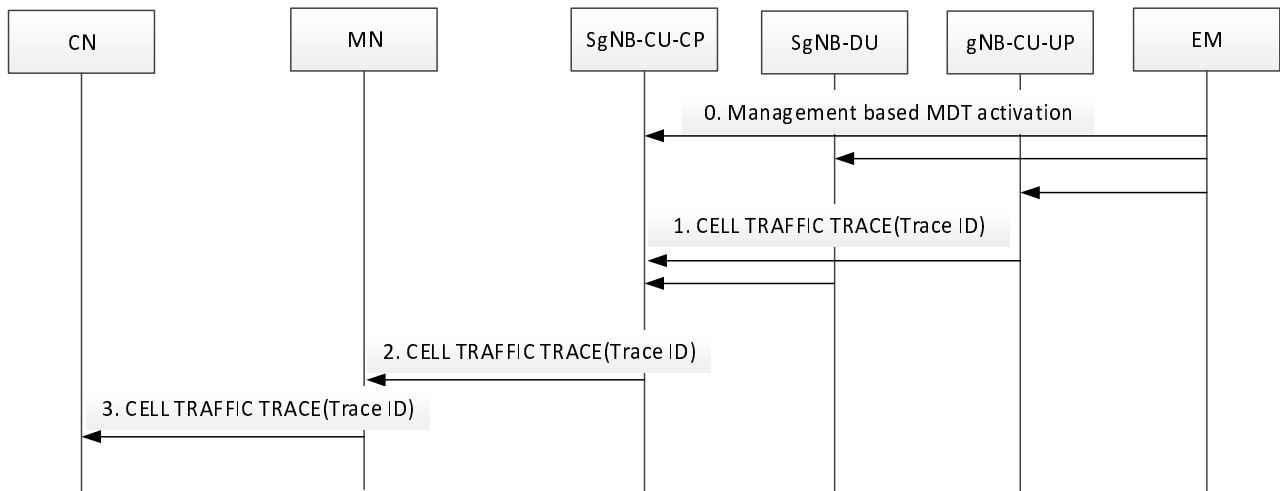 CN
MN
SgNB-CU-CP
SgNB-DU
gNB-CU-UP
EM
0. Management based MDT activation
1. CELL TRAFFIC TRACE(Trace ID)
2. CELL TRAFFIC TRACE(Trace ID)
3. CELL TRAFFIC TRACE(Trace ID)